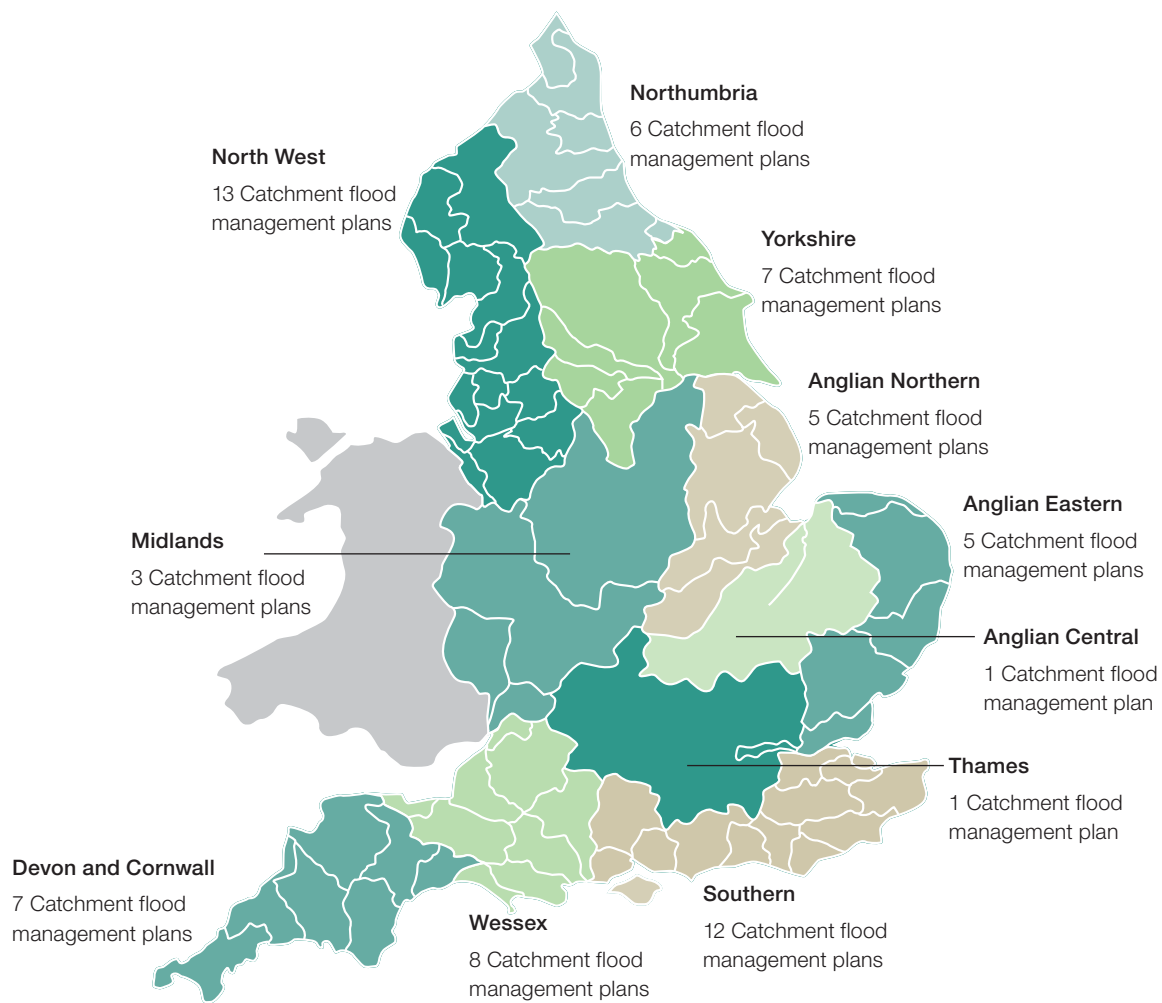 Northumbria
6 Catchment flood
management plans
North West
13 Catchment flood
management plans
Yorkshire
7 Catchment flood
management plans
Anglian Northern
5 Catchment flood
management plans
Anglian Eastern
5 Catchment flood
management plans
Midlands
3 Catchment flood
management plans
Anglian Central
1 Catchment flood
management plan
Thames
1 Catchment flood
management plan
Devon and Cornwall
7 Catchment flood
management plans
Southern
12 Catchment flood
management plans
Wessex
8 Catchment flood
management plans